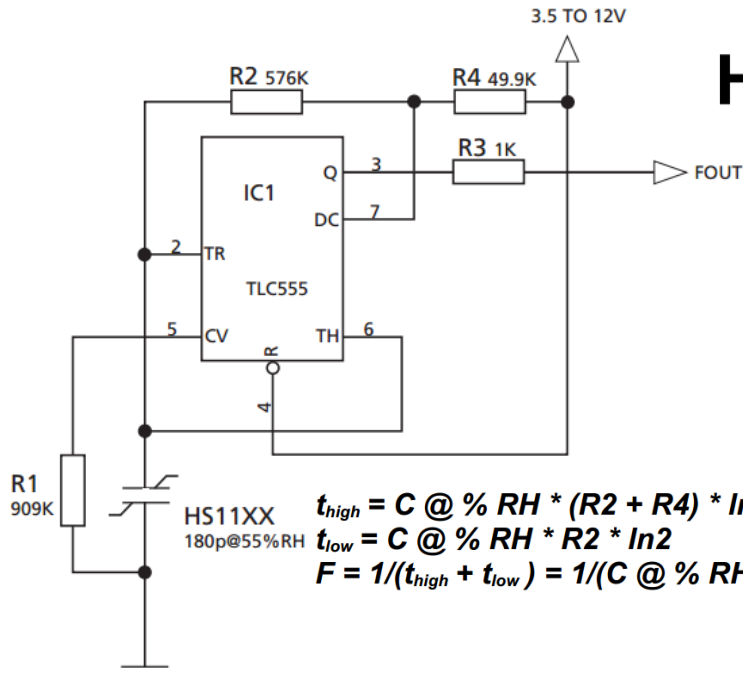 3.5 TO 12V
H
R2 576K
R4 49.9K
R3 1K
FOUT
IC1
Q
3
DC
7
2
TR
TLC555
5
CV
TH
6
R
4
R1
909K
HS11XX
180p@55%RH
t_high = C @ % RH * (R2 + R4) * ln
t_low = C @ % RH * R2 * ln2
F = 1/(t_high + t_low ) = 1/(C @ % RH